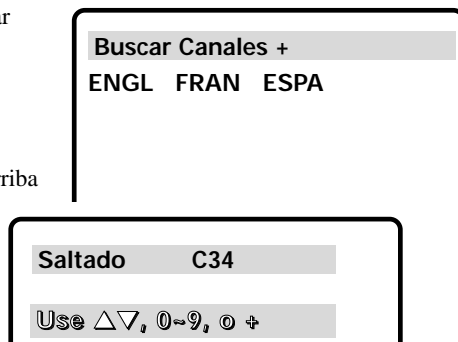 Buscar Canales +
ENGL FRAN ESPA
Saltado C34
Use △▽, 0~9, o +